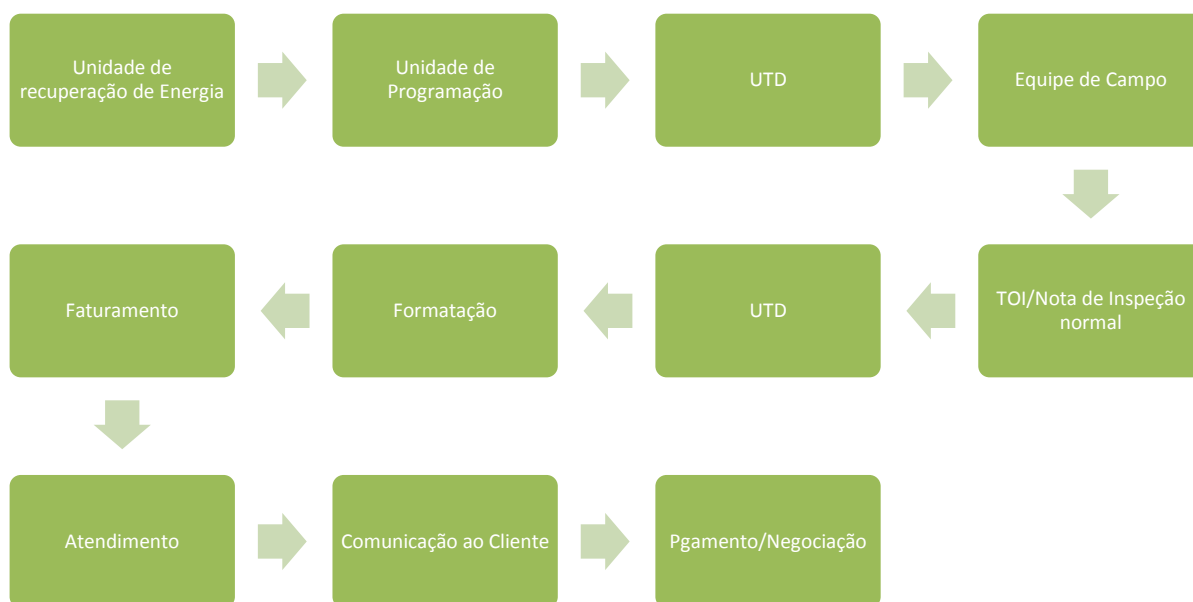 Unidade de
recuperação de Energia
Unidade de
Programação
UTD
Equipe de Campo
TOI/Nota de Inspeção
normal
UTD
Formatação
Faturamento
Atendimento
Comunicação ao Cliente
Pgamento/Negociação